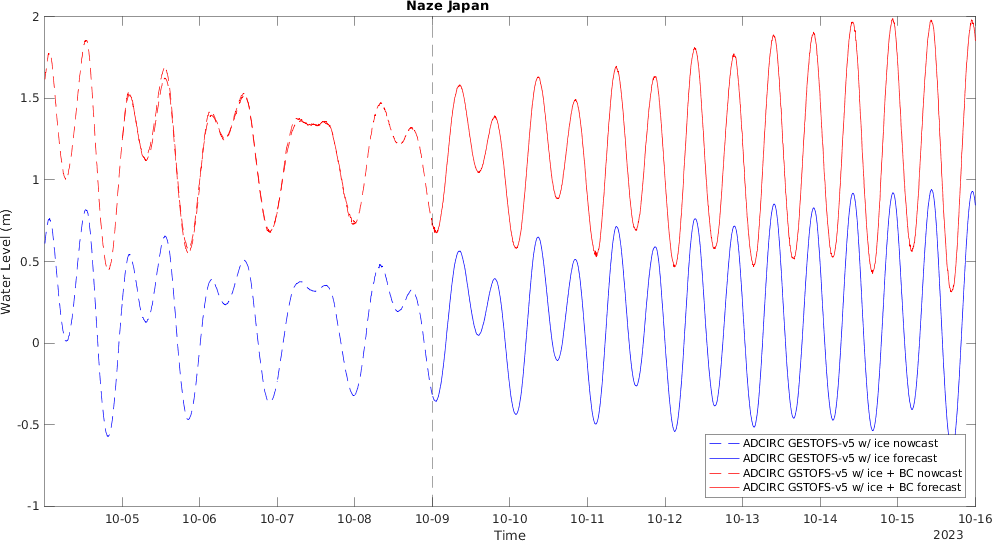 Naze Japan
Water Level (m)
2
1.5
1
0.5
0
-0.5
-1
10-05 10-06 10-07 10-08 10-09 10-10 10-11 10-12 10-13 10-14 10-15 10-16
Time
2023
ADCIRC GESTOFS-v5 w/ ice nowcast
ADCIRC GESTOFS-v5 w/ ice forecast
ADCIRC GSTOFS-v5 w/ ice + BC nowcast
ADCIRC GSTOFS-v5 w/ ice + BC forecast